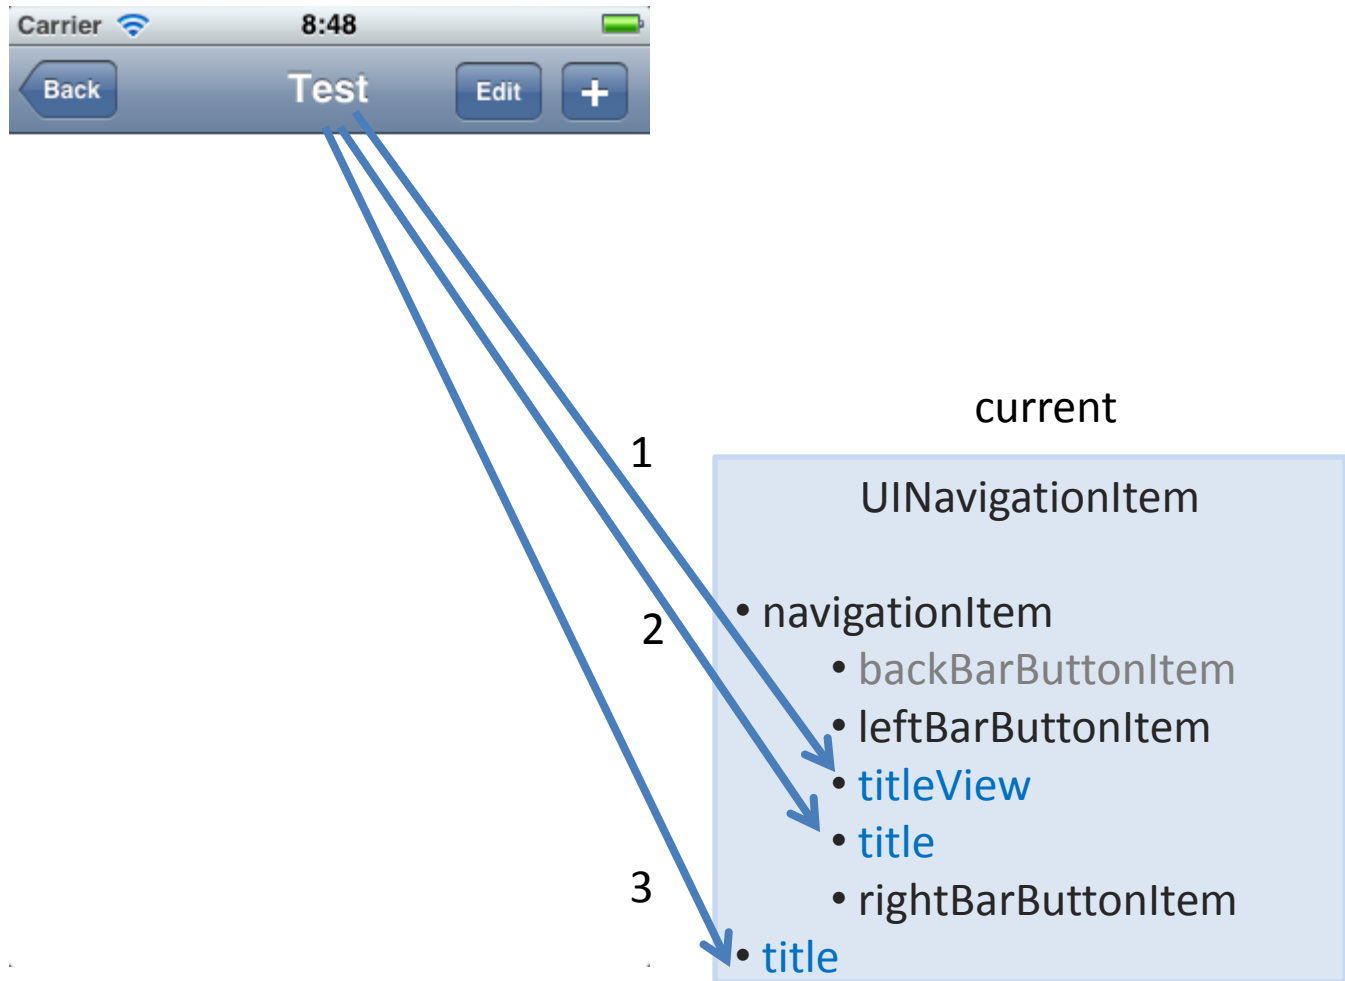 Carrier 8:48
Back Test Edit +
current
1
UINavigationItem
• navigationItem
2
• backBarButtonItem
• leftBarButtonItem
• titleView
• title
3
• rightBarButtonItem
• title